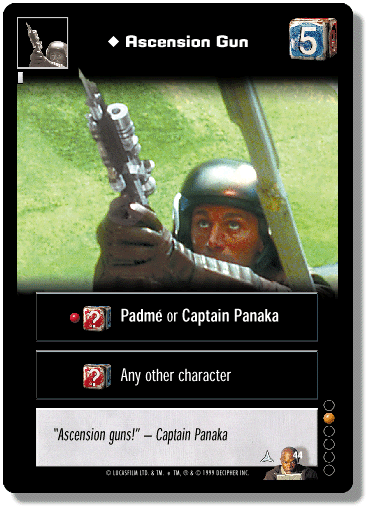 ◆ Ascension Gun
5
? Padmé or Captain Panaka
? Any other character
"Ascension guns!" – Captain Panaka
44
© LUCASFILM LTD. & TM. ® TM, ® & © 1999 DECIPHER INC.